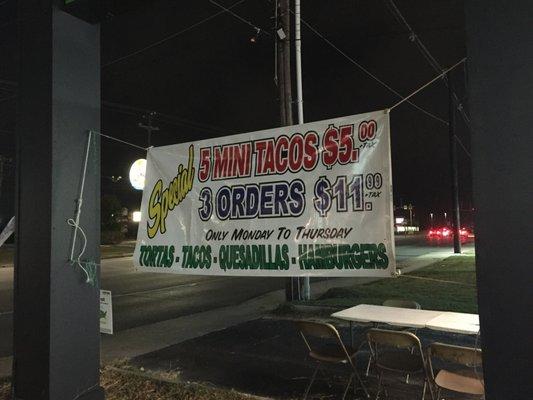 Special
5 MINI TACOS $5.00 +TAX
3 ORDERS $11.99 +TAX
ONLY MONDAY TO THURSDAY
TORTAS - TACOS - QUESADILLAS - HAMBURGERS